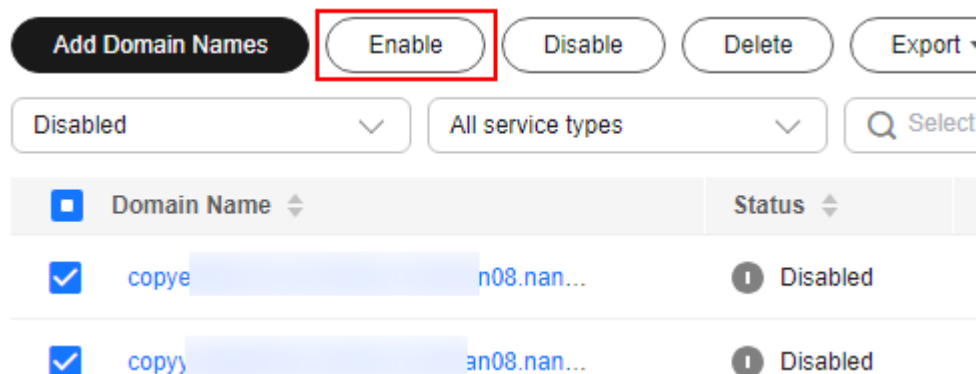 Add Domain Names Enable Disable Delete Export
Disabled All service types Select
Domain Name Status
copye n08.nan... Disabled
copyy an08.nan... Disabled